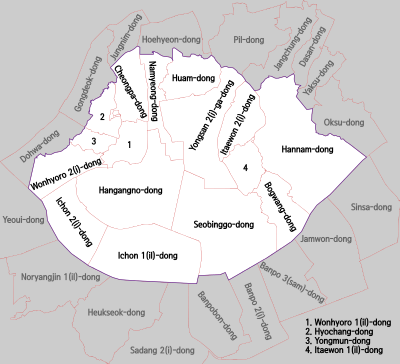 Jungnim-dong
Hoehyeon-dong
Pil-dong
Jangchung-dong
Dasan-dong
Yaksu-dong
Gongdeok-dong
Cheongpa-dong
Namyeong-dong
Huam-dong
Yongsan 2(i)-ga-dong
Itaewon 2(i)-dong
Oksu-dong
Dohwa-dong
2
3
1
Hannam-dong
4
Wonhyoro 2(i)-dong
Hangangno-dong
Bogwang-dong
Sinsa-dong
Yeoui-dong
Ichon 2(i)-dong
Seobinggo-dong
Jamwon-dong
Ichon 1(il)-dong
Noryangjin 1(il)-dong
Banpo 3(sam)-dong
Banpo 2(i)-dong
Banpobon-dong
Heukseok-dong
Sadang 2(i)-dong
1. Wonhyoro 1(il)-dong
2. Hyochang-dong
3. Yongmun-dong
4. Itaewon 1(il)-dong